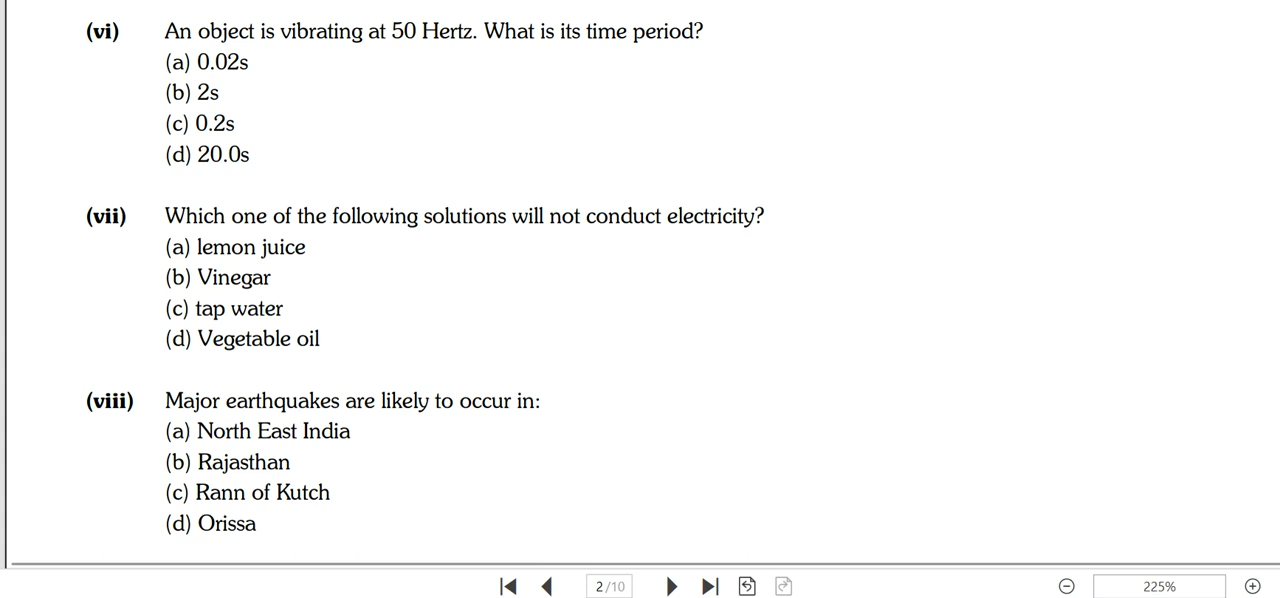 (vi) An object is vibrating at 50 Hertz. What is its time period?
(a) 0.02s
(b) 2s
(c) 0.2s
(d) 20.0s
(vii) Which one of the following solutions will not conduct electricity?
(a) lemon juice
(b) Vinegar
(c) tap water
(d) Vegetable oil
(viii) Major earthquakes are likely to occur in:
(a) North East India
(b) Rajasthan
(c) Rann of Kutch
(d) Orissa
2/10 225%